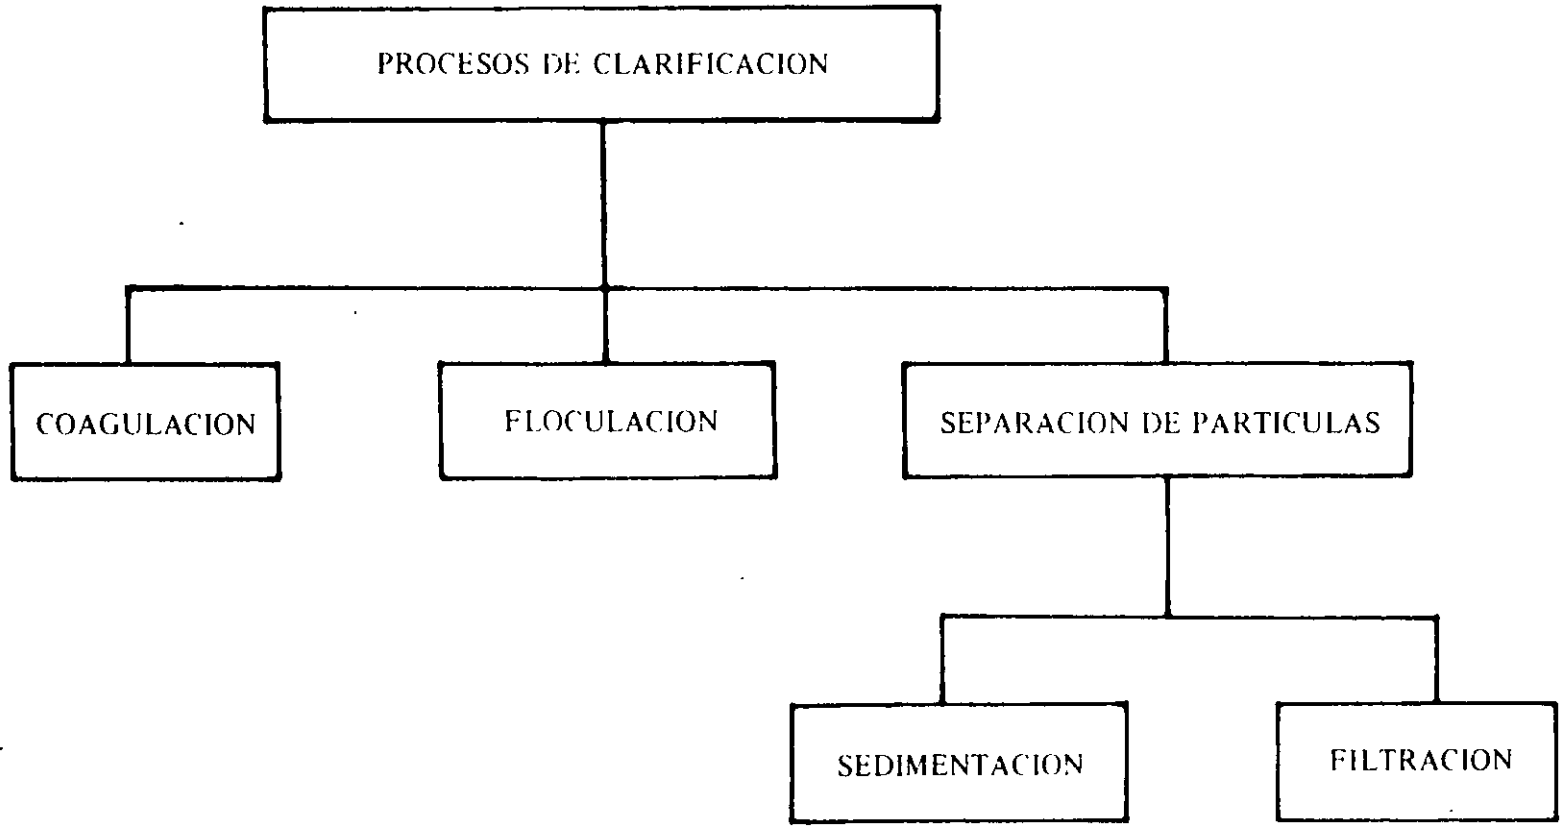 PROCESOS DE CLARIFICACION
COAGULACION
FLOCULACION
SEPARACION DE PARTICULAS
SEDIMENTACION
FILTRACION